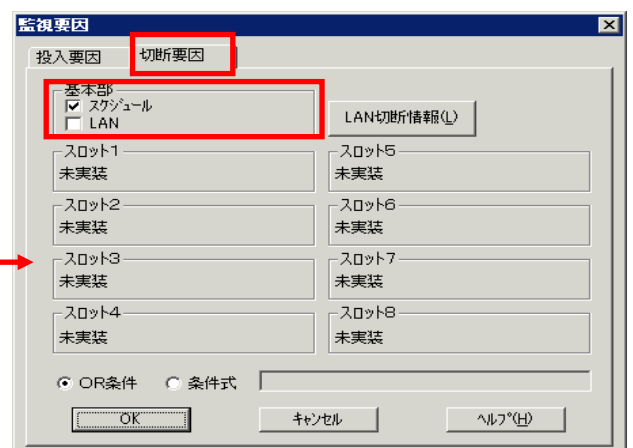 監視要因
投入要因 切断要因
基本部
スケジュール
LAN
LAN切断情報(L)
スロット1
未実装
スロット5
未実装
スロット2
未実装
スロット6
未実装
スロット3
未実装
スロット7
未実装
スロット4
未実装
スロット8
未実装
OR条件 条件式
OK キャンセル ヘルプ(H)